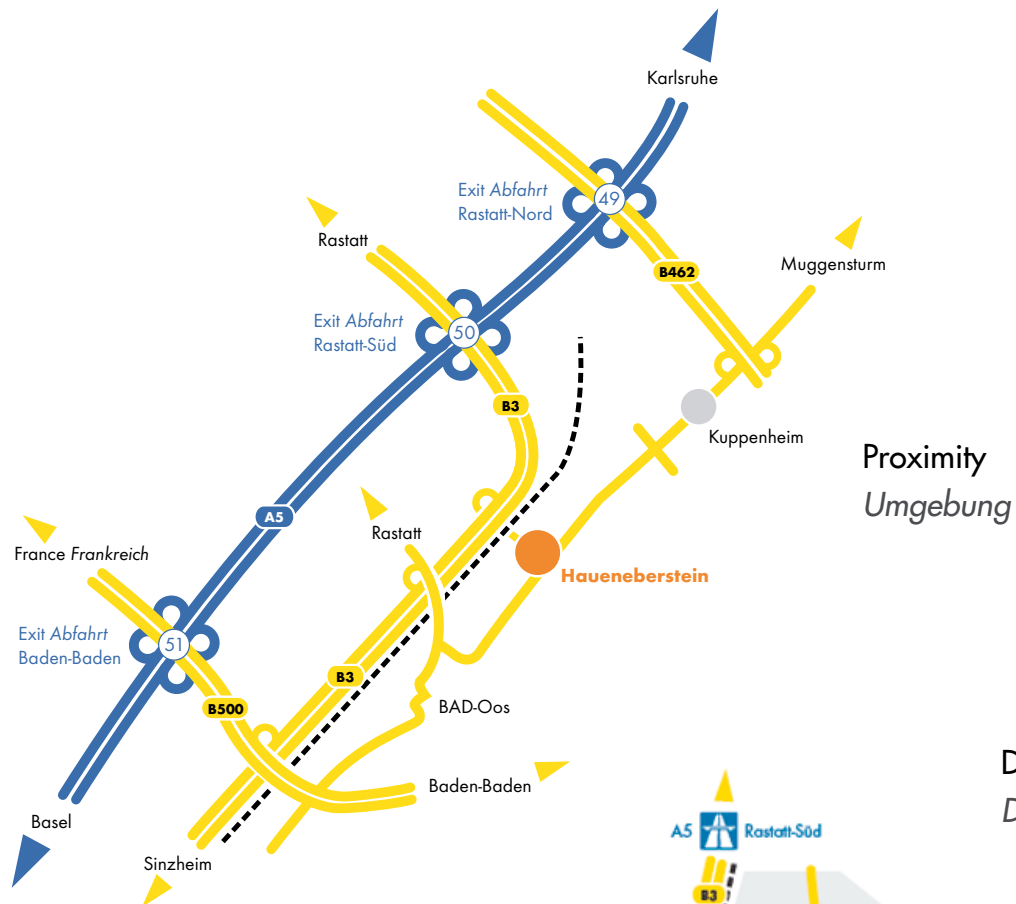 Karlsruhe
Exit Abfahrt
Rastatt-Nord
49
Rastatt
B462
Muggensturm
Exit Abfahrt
Rastatt-Süd
50
B3
Kuppenheim
Proximity
Umgebung
A5
Rastatt
France Frankreich
Haueneberstein
Exit Abfahrt
Baden-Baden
51
B3
B500
BAD-Oos
Baden-Baden
D
D
Basel
A5 Rastatt-Süd
Sinzheim
B3